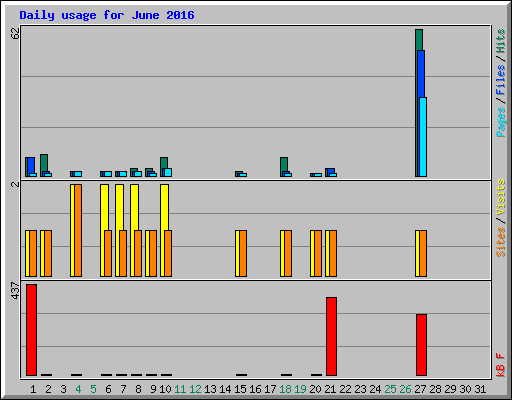 Daily usage for June 2016
62
2
437
Pages/Files/Hits
Sites/Visits
kB F
1 2 3 4 5 6 7 8 9 10 11 12 13 14 15 16 17 18 19 20 21 22 23 24 25 26 27 28 29 30 31